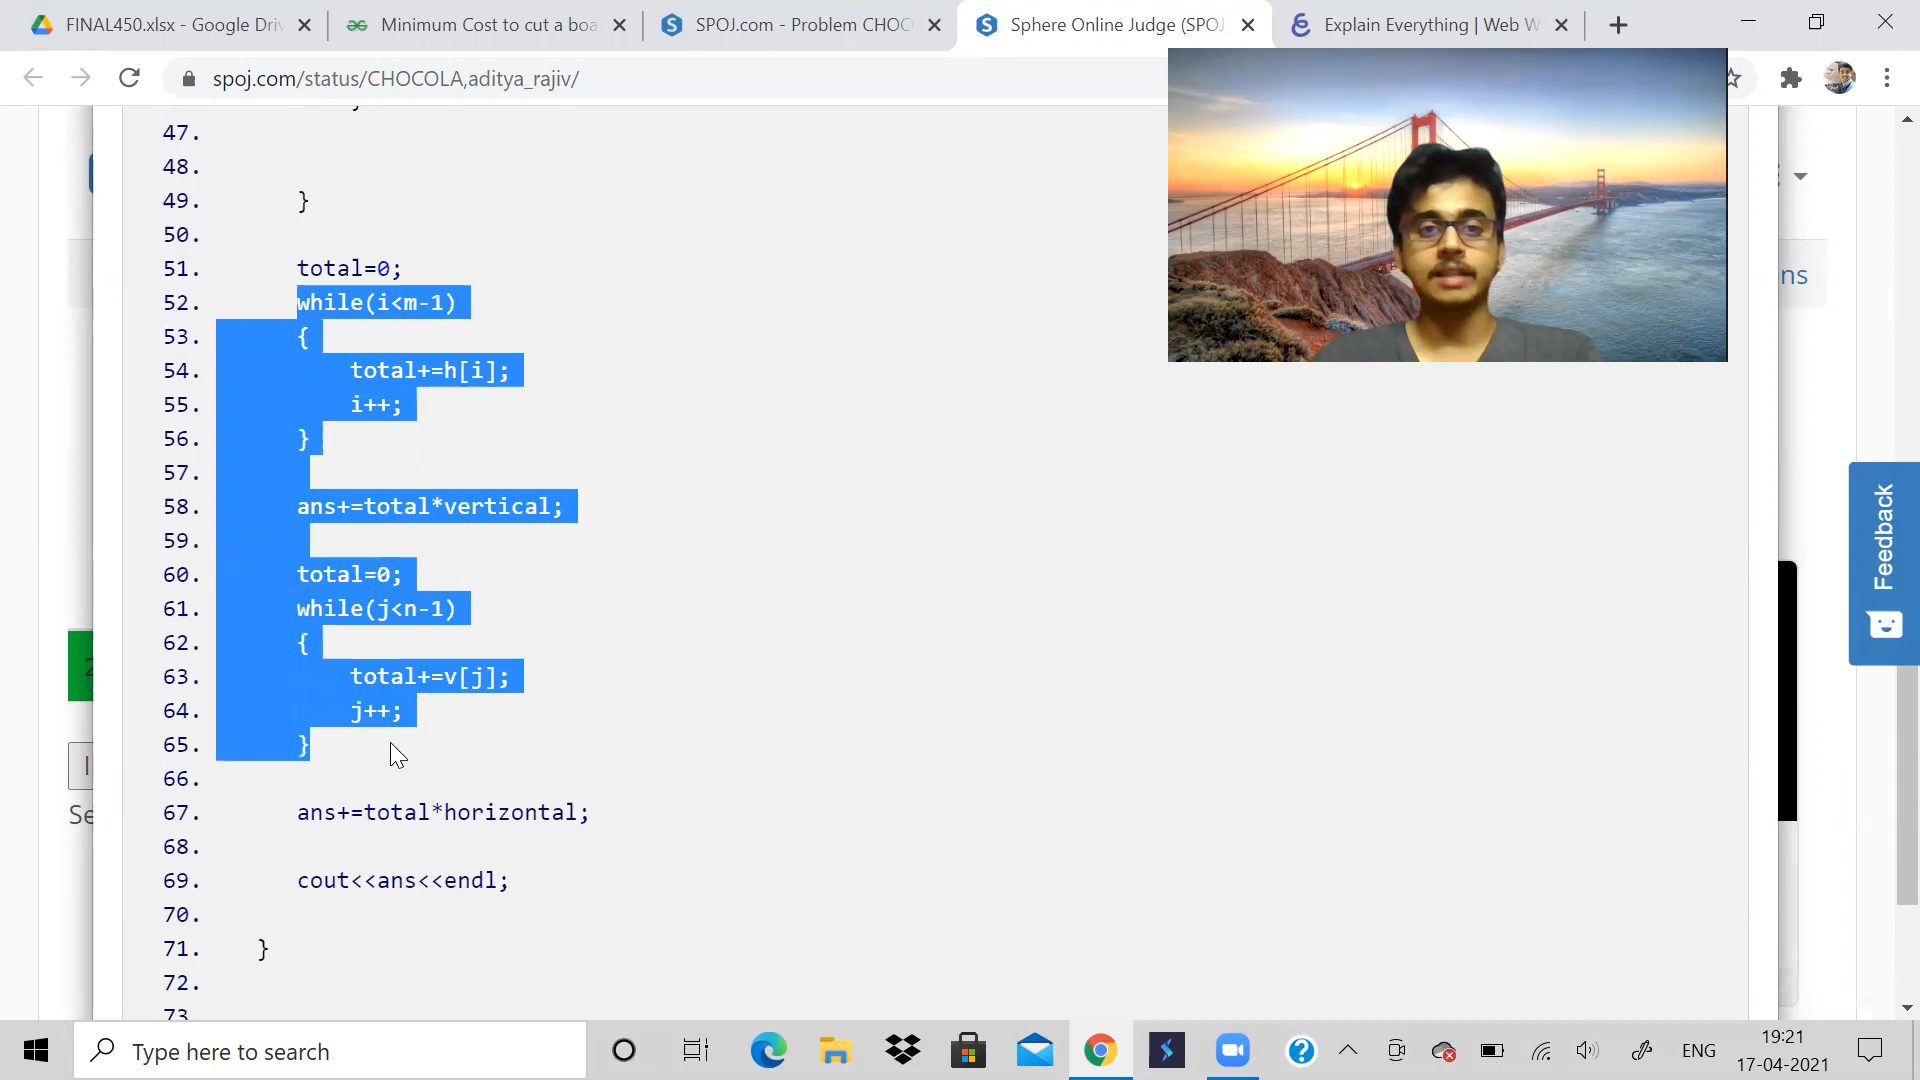 FINAL450.xlsx - Google Driv
Minimum Cost to cut a boa
SPOJ.com - Problem CHOC
Sphere Online Judge (SPOJ
Explain Everything | Web W
spoj.com/status/CHOCOLA,aditya_rajiv/
47.
48.
49. }
50.
51. total=0;
52. while(i<m-1)
53. {
54. total+=h[i];
55. i++;
56. }
57.
58. ans+=total*vertical;
59.
60. total=0;
61. while(j<n-1)
62. {
63. total+=v[j];
64. j++;
65. }
66.
67. ans+=total*horizontal;
68.
69. cout<<ans<<endl;
70.
71. }
72.
73
ns
Feedback
2
Se
Type here to search
ENG
19:21
17-04-2021